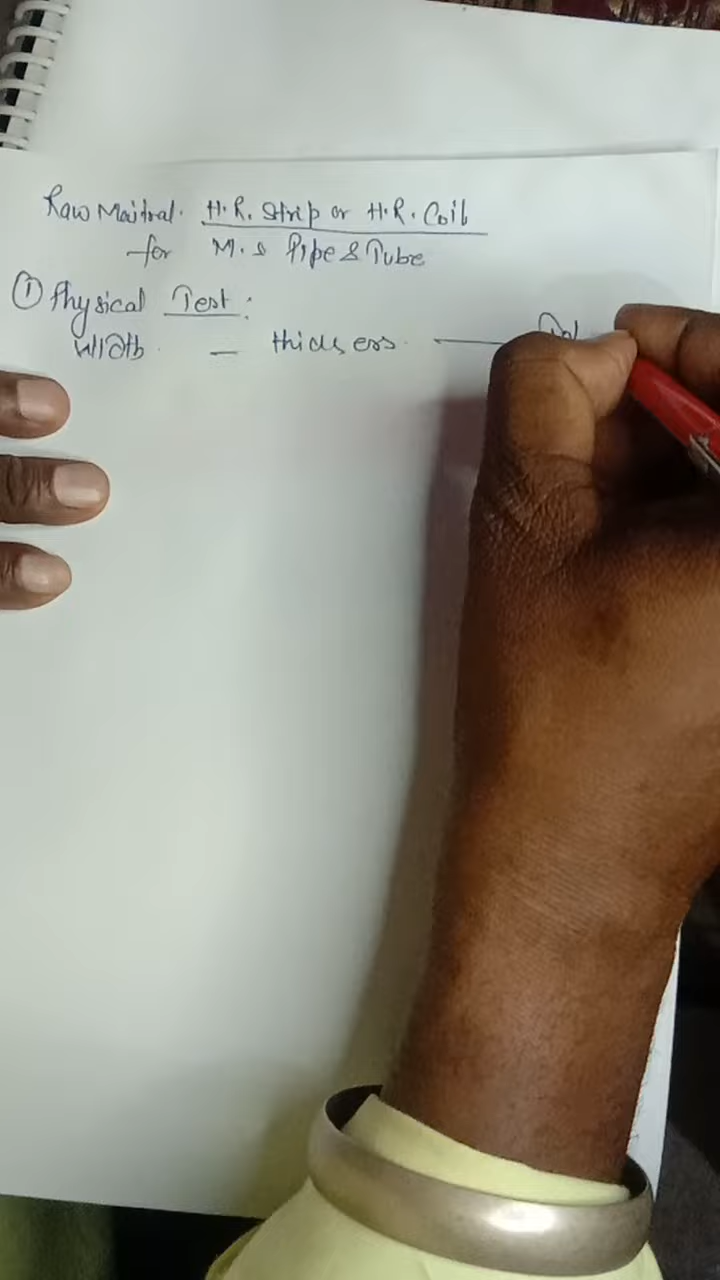 Raw Maitral. H.R. Strip or H.R. Coil
for M.S Pipe & Tube
① Physical Test:
Width. — thickness. —